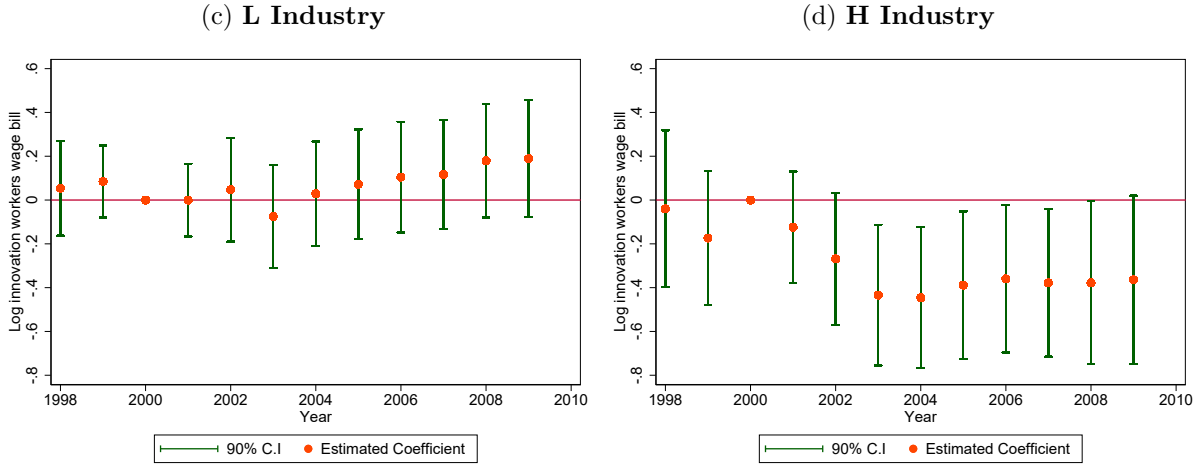 (c) L Industry
Log innovation workers wage bill
.6
.4
.2
0
-.2
-.4
-.6
-.8
1998 2000 2002 2004 2006 2008 2010
Year
90% C.I Estimated Coefficient
(d) H Industry
Log innovation workers wage bill
.6
.4
.2
0
-.2
-.4
-.6
-.8
1998 2000 2002 2004 2006 2008 2010
Year
90% C.I Estimated Coefficient